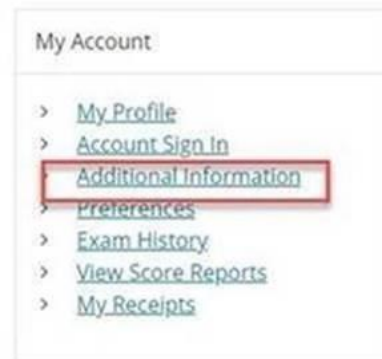 My Account
> My Profile
> Account Sign In
Additional Information
> Preferences
> Exam History
> View Score Reports
> My Receipts